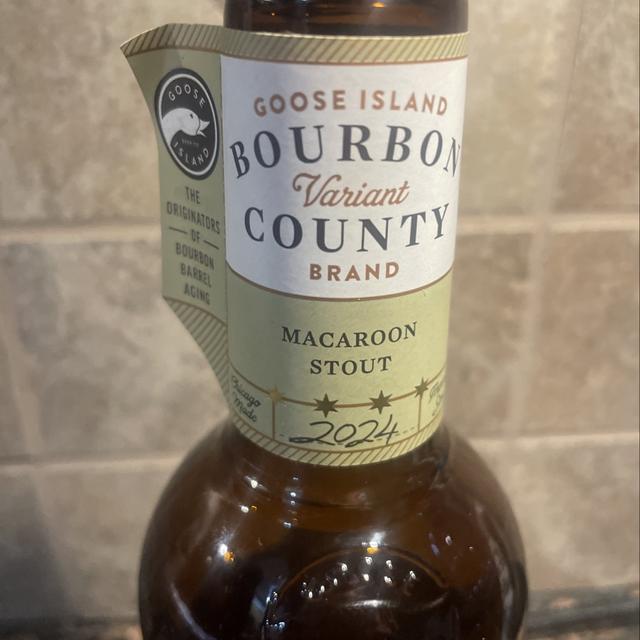 GOOSE
ISLAND
THE
ORIGINATORS
OF
BOURBON
BARREL
AGING
GOOSE ISLAND
BOURBON
Variant
COUNTY
BRAND
MACAROON
STOUT
Chicago
Made
2024